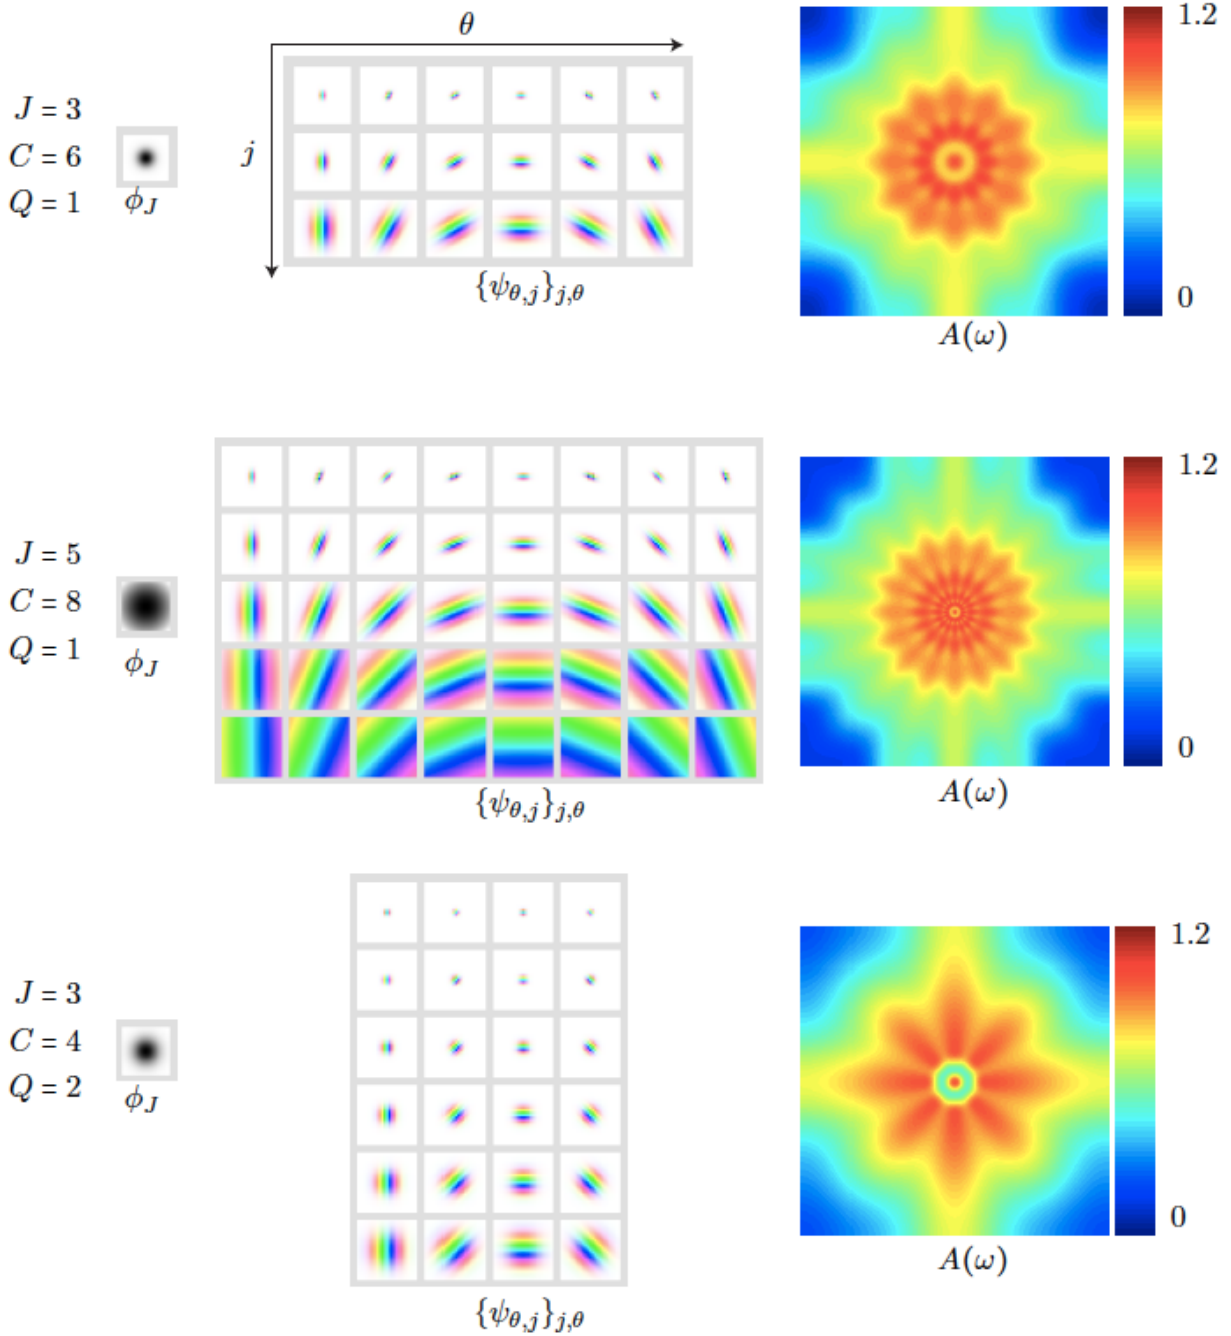 θ
j
J = 3
C = 6
Q = 1
ϕ_J
{ψ_{θ,j}}_{j,θ}
1.2
0
A(ω)
J = 5
C = 8
Q = 1
ϕ_J
{ψ_{θ,j}}_{j,θ}
1.2
0
A(ω)
J = 3
C = 4
Q = 2
ϕ_J
{ψ_{θ,j}}_{j,θ}
1.2
0
A(ω)